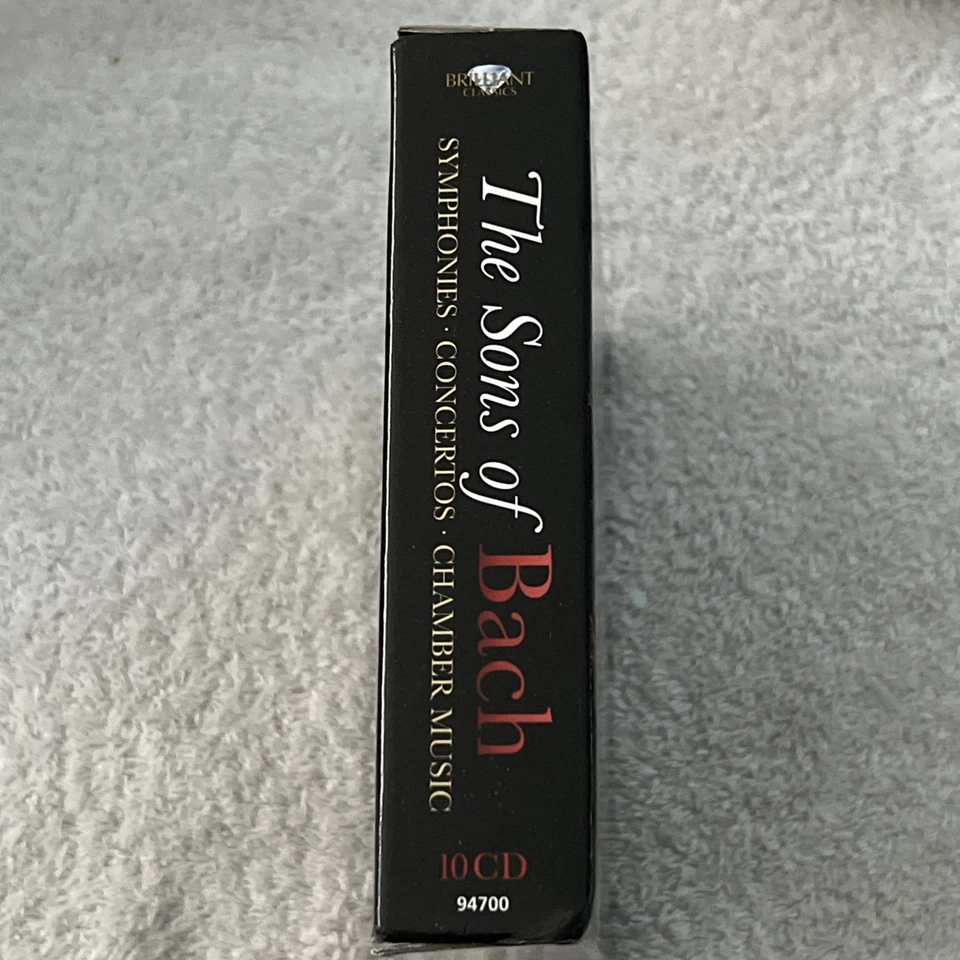 BRILLIANT
CLASSICS
The Sons of Bach
SYMPHONIES · CONCERTOS · CHAMBER MUSIC
10 CD
94700